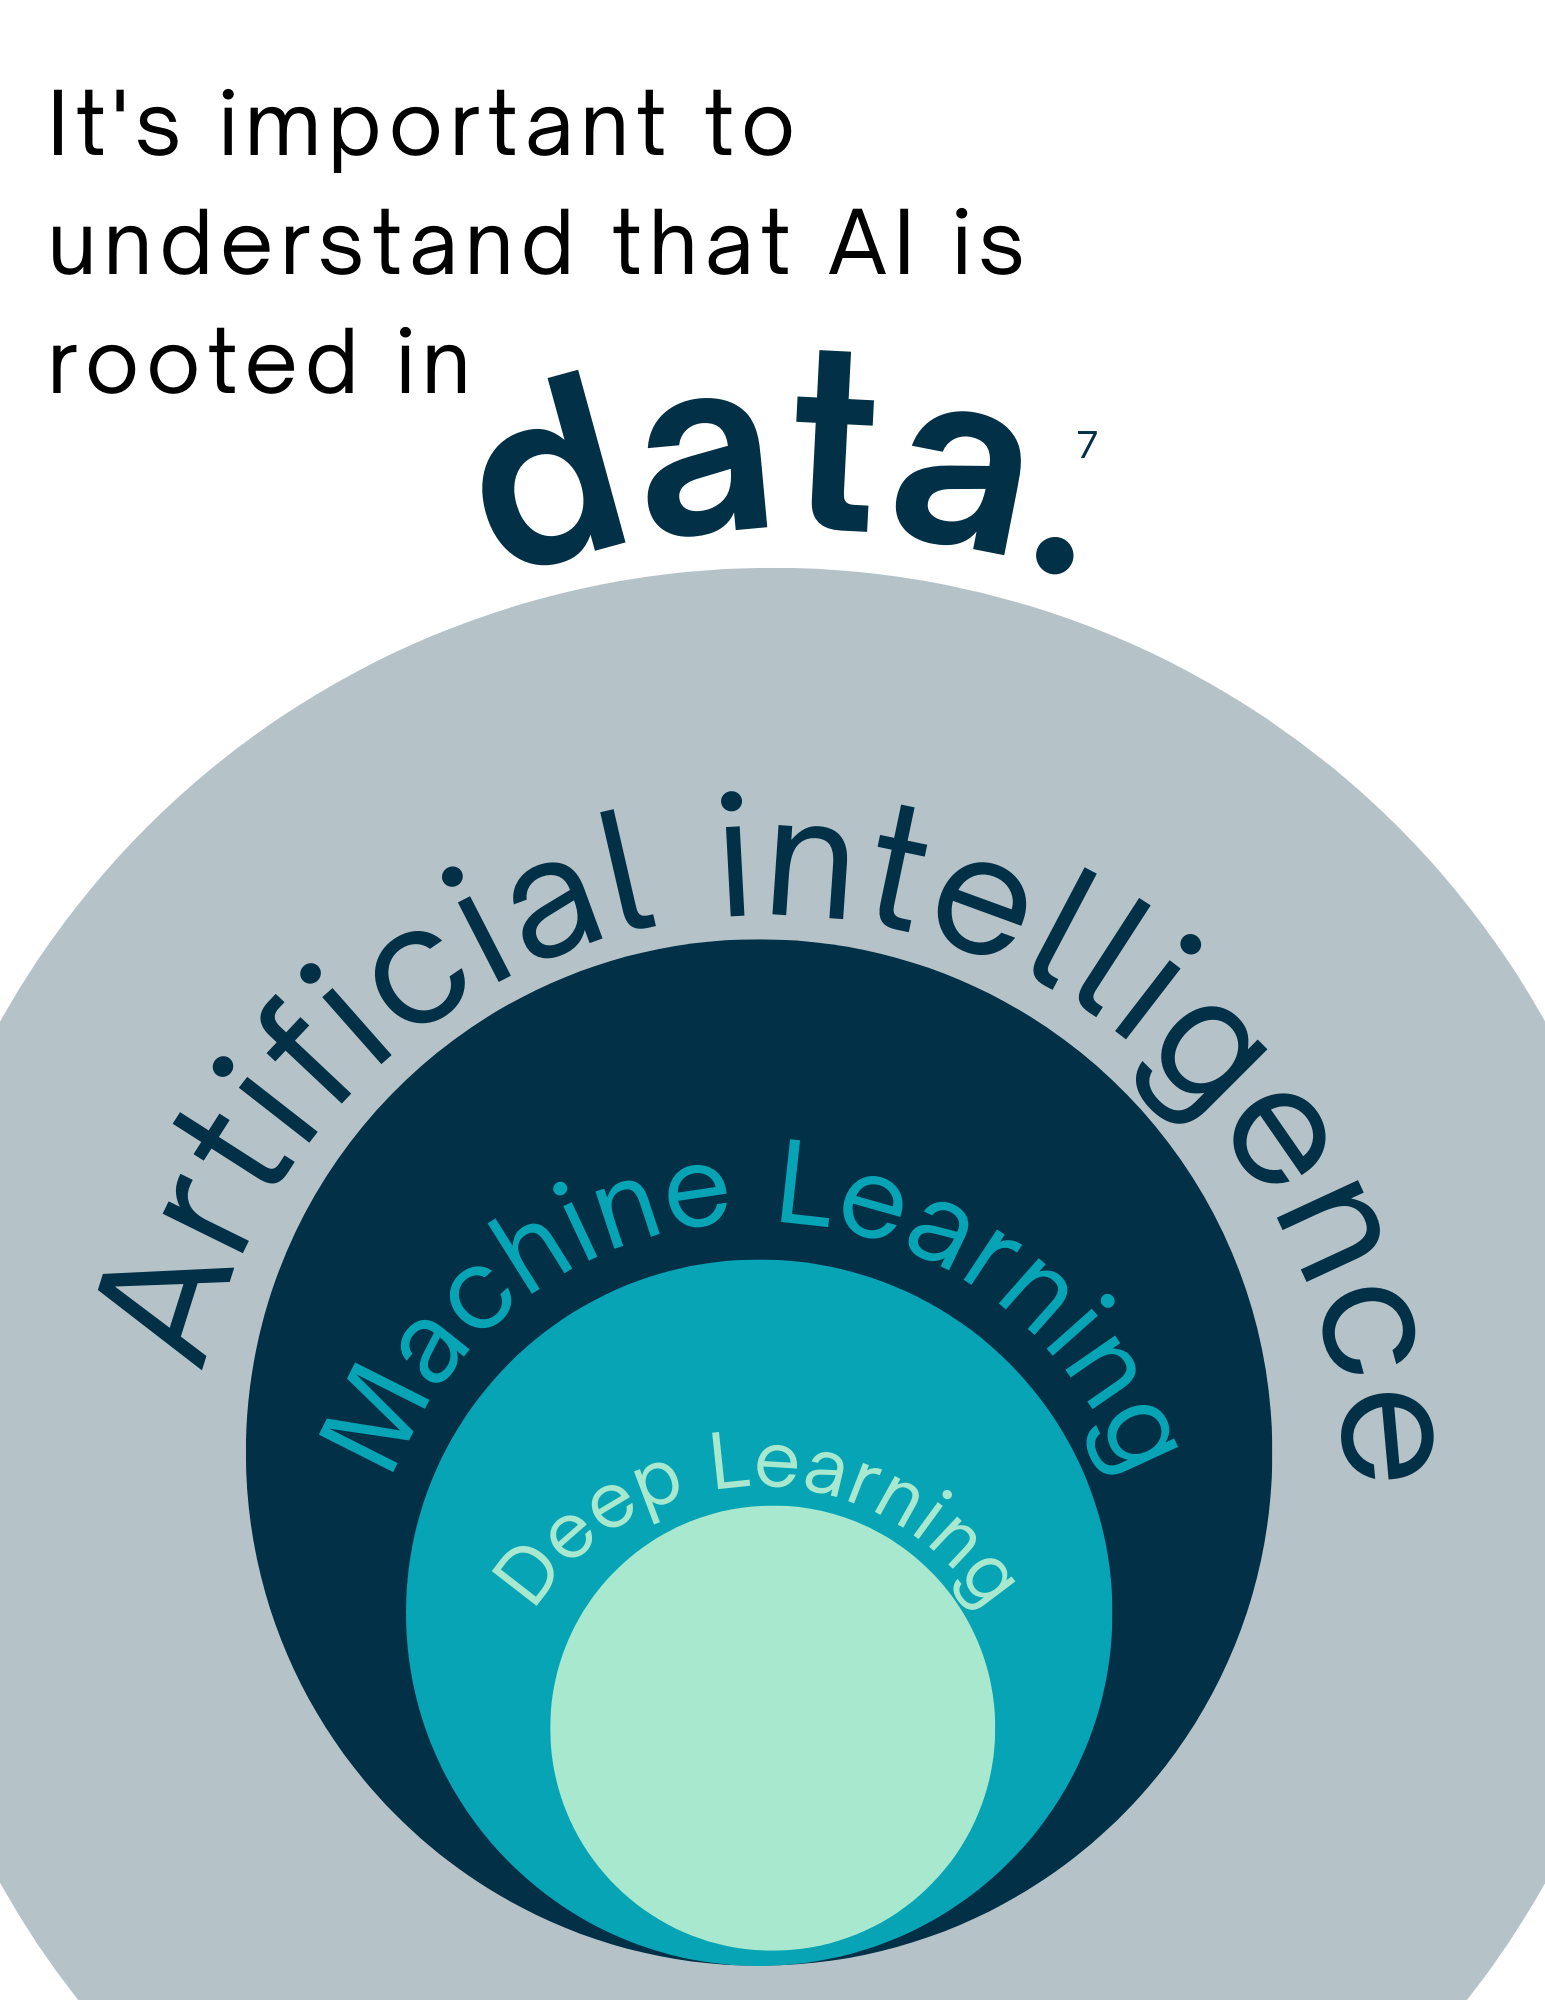 It's important to
understand that AI is
rooted in
data.⁷
Artificial intelligence
Machine Learning
Deep Learning